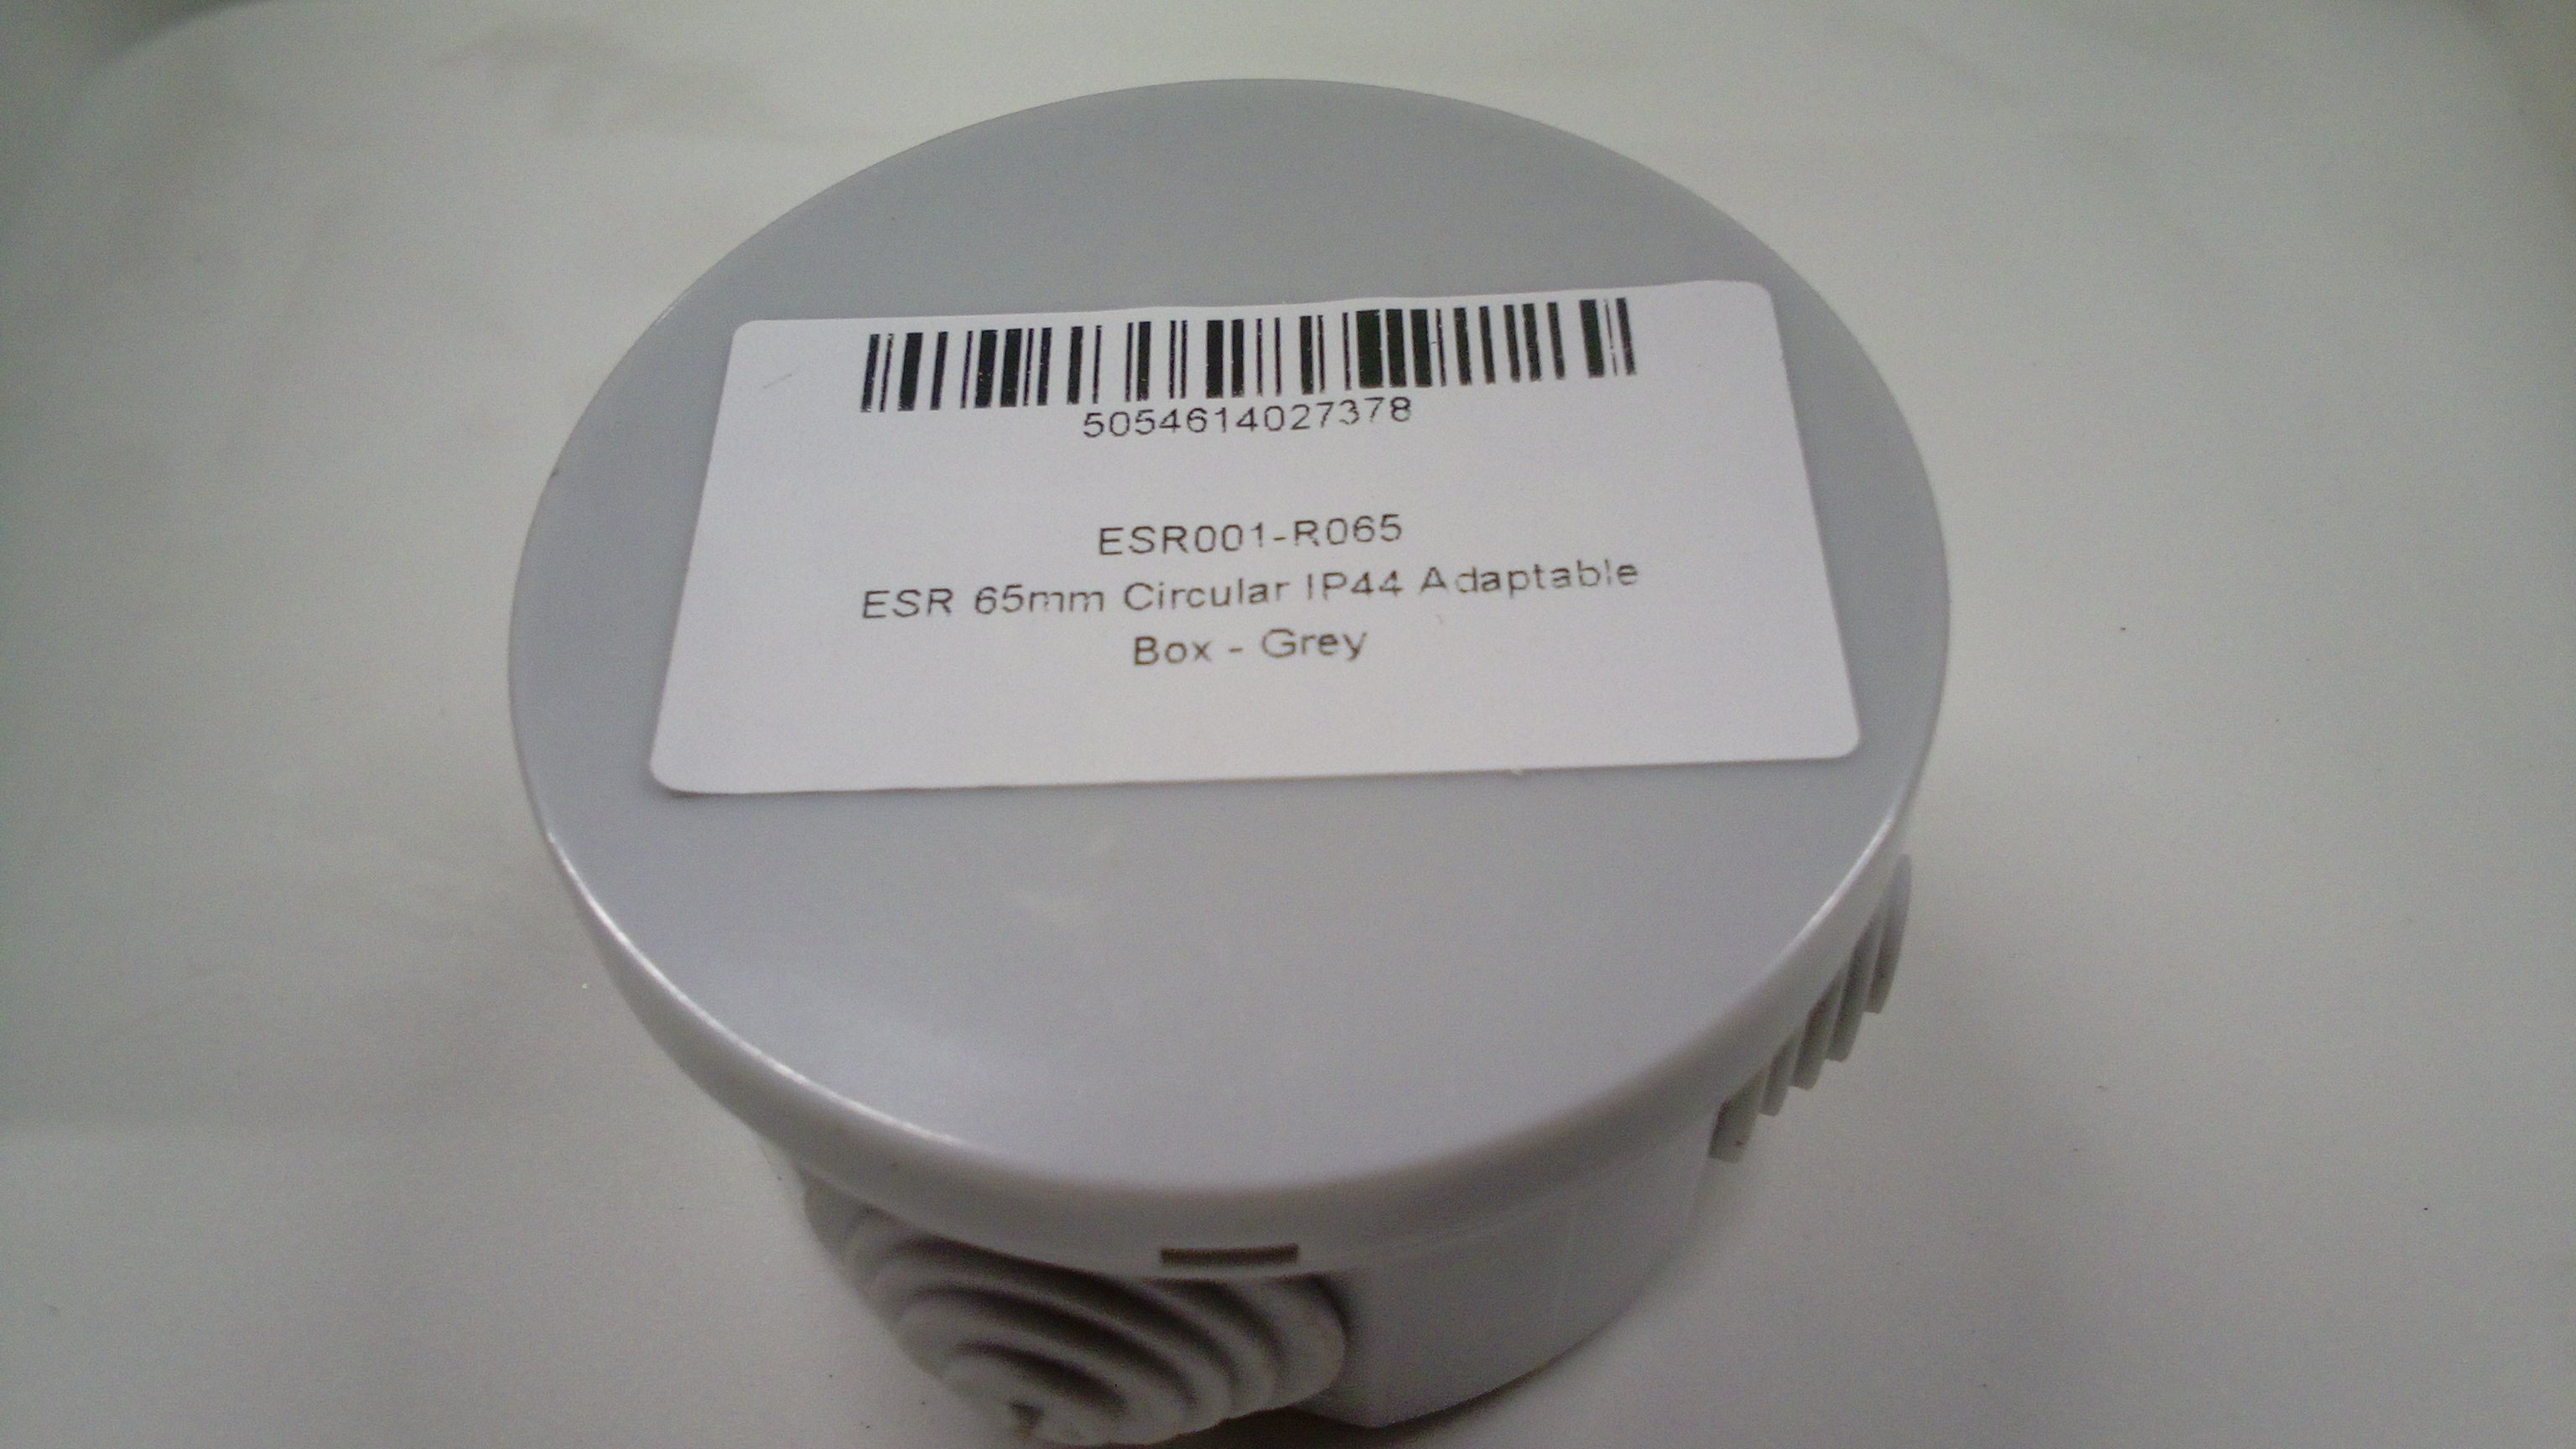 5054614027378
ESR001-R065
ESR 65mm Circular IP44 Adaptable
Box - Grey